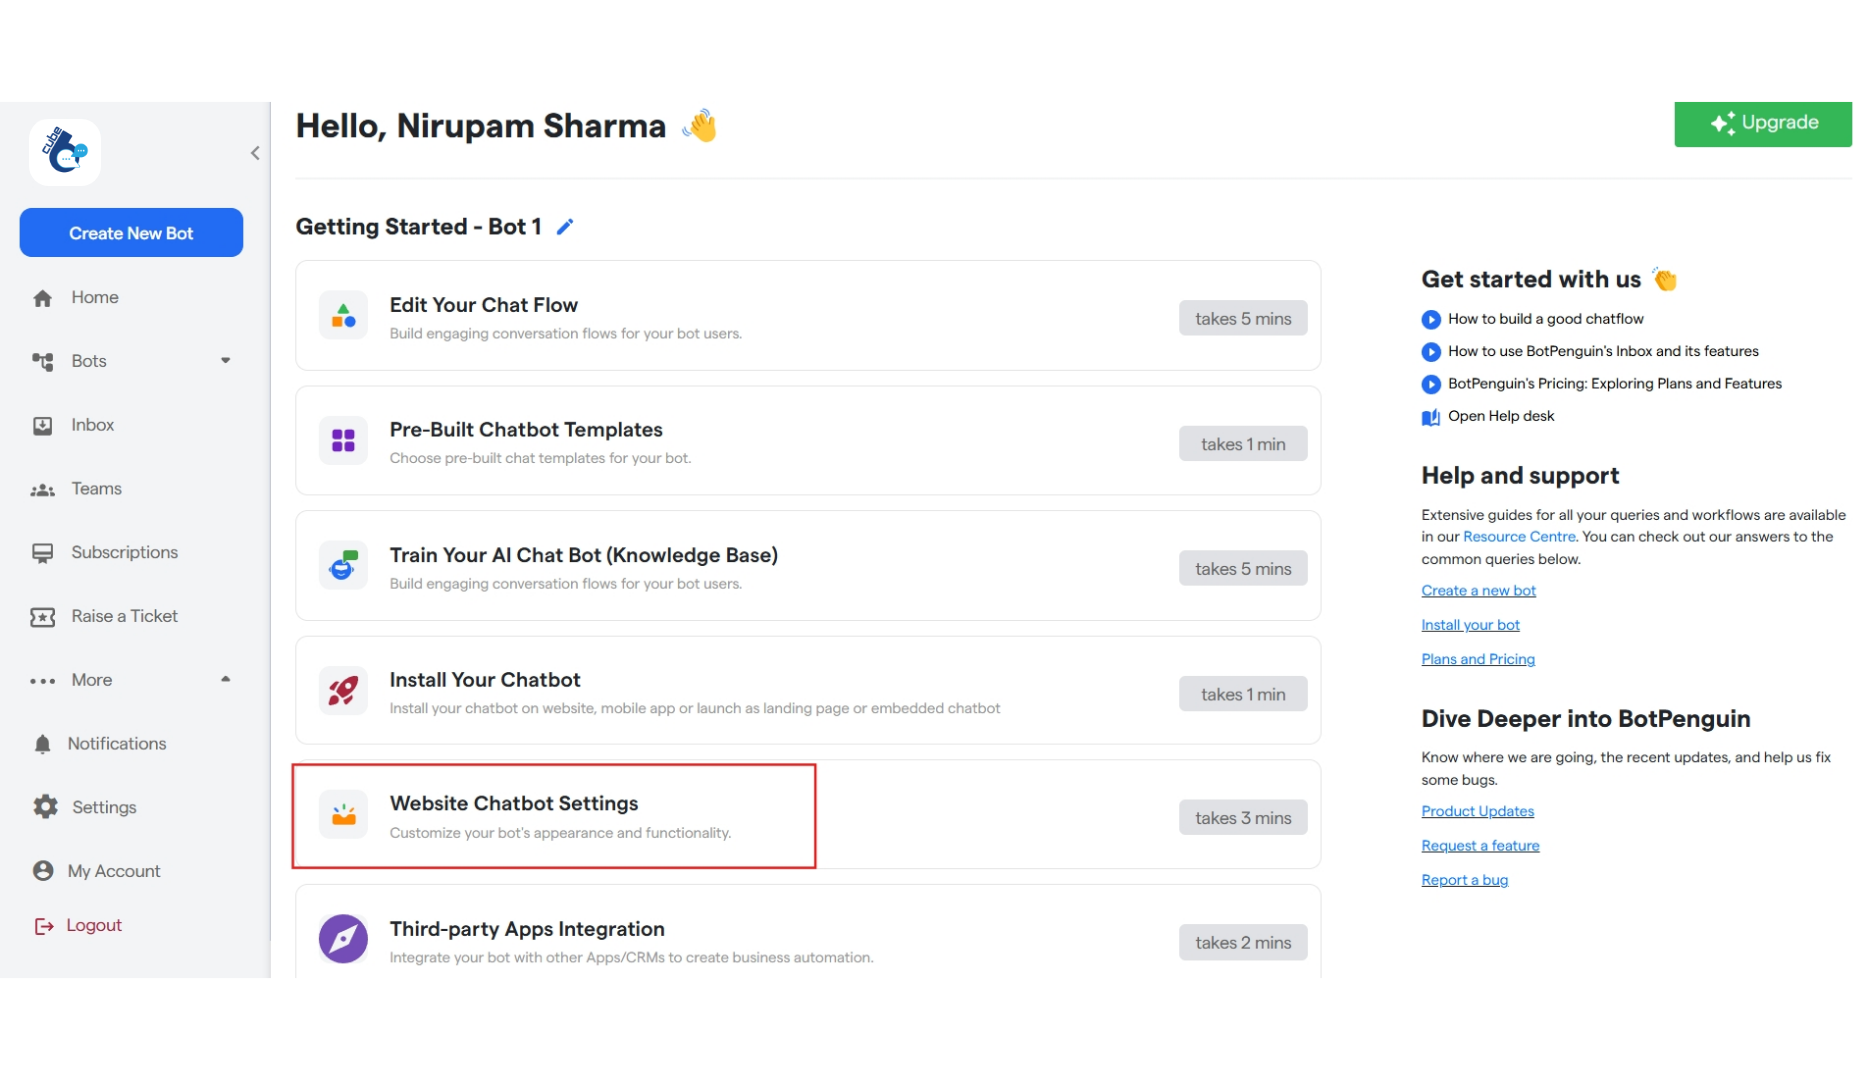 cube
Create New Bot
Home
Bots
Inbox
Teams
Subscriptions
Raise a Ticket
More
Notifications
Settings
My Account
Logout
Hello, Nirupam Sharma
Upgrade
Getting Started - Bot 1
Edit Your Chat Flow
Build engaging conversation flows for your bot users.
takes 5 mins
Pre-Built Chatbot Templates
Choose pre-built chat templates for your bot.
takes 1 min
Train Your AI Chat Bot (Knowledge Base)
Build engaging conversation flows for your bot users.
takes 5 mins
Install Your Chatbot
Install your chatbot on website, mobile app or launch as landing page or embedded chatbot
takes 1 min
Website Chatbot Settings
Customize your bot's appearance and functionality.
takes 3 mins
Third-party Apps Integration
Integrate your bot with other Apps/CRMs to create business automation.
takes 2 mins
Get started with us
How to build a good chatflow
How to use BotPenguin's Inbox and its features
BotPenguin's Pricing: Exploring Plans and Features
Open Help desk
Help and support
Extensive guides for all your queries and workflows are available
in our Resource Centre. You can check out our answers to the
common queries below.
Create a new bot
Install your bot
Plans and Pricing
Dive Deeper into BotPenguin
Know where we are going, the recent updates, and help us fix
some bugs.
Product Updates
Request a feature
Report a bug